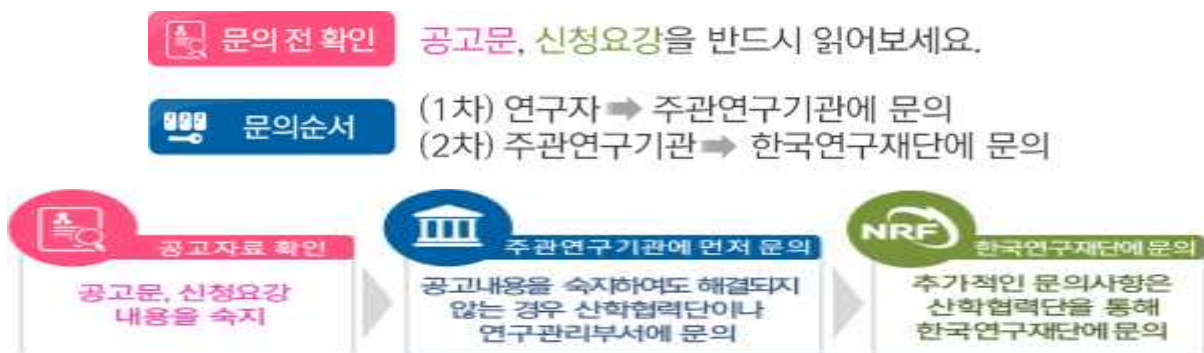 문의 전 확인 공고문, 신청요강을 반드시 읽어보세요.
문의순서
(1차) 연구자 ➡ 주관연구기관에 문의
(2차) 주관연구기관 ➡ 한국연구재단에 문의
공고자료 확인
공고문, 신청요강
내용을 숙지
주관연구기관에 먼저 문의
공고내용을 숙지하여도 해결되지
않는 경우 산학협력단이나
연구관리부서에 문의
NRF
한국연구재단에 문의
추가적인 문의사항은
산학협력단을 통해
한국연구재단에 문의